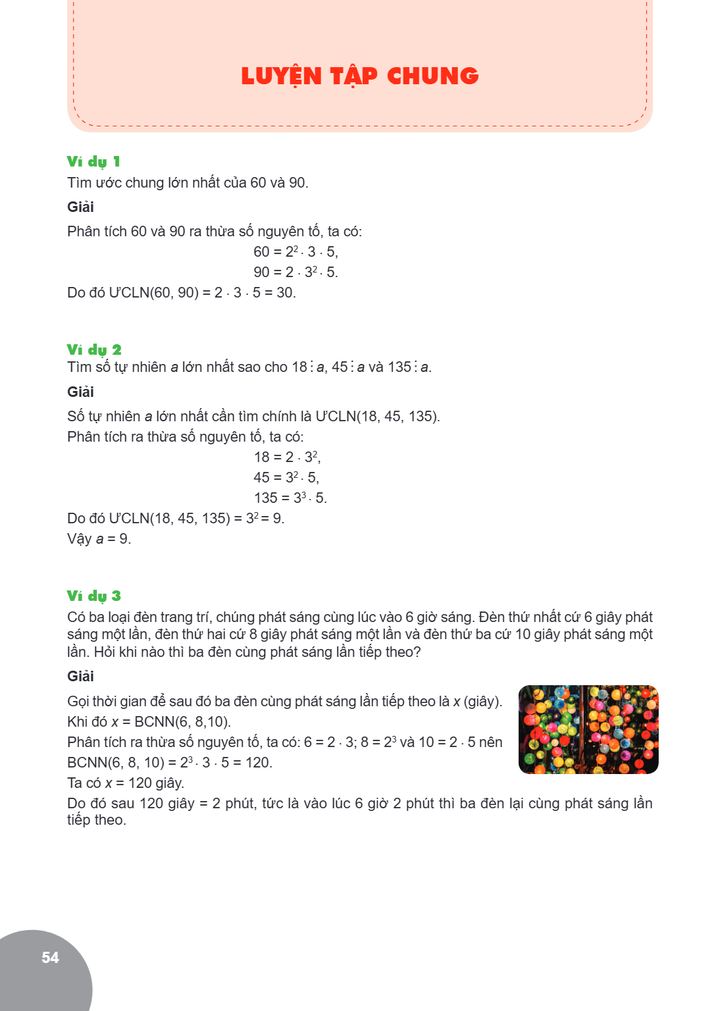 LUYỆN TẬP CHUNG
Ví dụ 1
Tìm ước chung lớn nhất của 60 và 90.
Giải
Phân tích 60 và 90 ra thừa số nguyên tố, ta có:
60 = 2² · 3 · 5,
90 = 2 · 3² · 5.
Do đó ƯCLN(60, 90) = 2 · 3 · 5 = 30.
Ví dụ 2
Tìm số tự nhiên a lớn nhất sao cho 18 ⋮ a, 45 ⋮ a và 135 ⋮ a.
Giải
Số tự nhiên a lớn nhất cần tìm chính là ƯCLN(18, 45, 135).
Phân tích ra thừa số nguyên tố, ta có:
18 = 2 · 3²,
45 = 3² · 5,
135 = 3³ · 5.
Do đó ƯCLN(18, 45, 135) = 3² = 9.
Vậy a = 9.
Ví dụ 3
Có ba loại đèn trang trí, chúng phát sáng cùng lúc vào 6 giờ sáng. Đèn thứ nhất cứ 6 giây phát
sáng một lần, đèn thứ hai cứ 8 giây phát sáng một lần và đèn thứ ba cứ 10 giây phát sáng một
lần. Hỏi khi nào thì ba đèn cùng phát sáng lần tiếp theo?
Giải
Gọi thời gian để sau đó ba đèn cùng phát sáng lần tiếp theo là x (giây).
Khi đó x = BCNN(6, 8,10).
Phân tích ra thừa số nguyên tố, ta có: 6 = 2 · 3; 8 = 2³ và 10 = 2 · 5 nên
BCNN(6, 8, 10) = 2³ · 3 · 5 = 120.
Ta có x = 120 giây.
Do đó sau 120 giây = 2 phút, tức là vào lúc 6 giờ 2 phút thì ba đèn lại cùng phát sáng lần
tiếp theo.
54